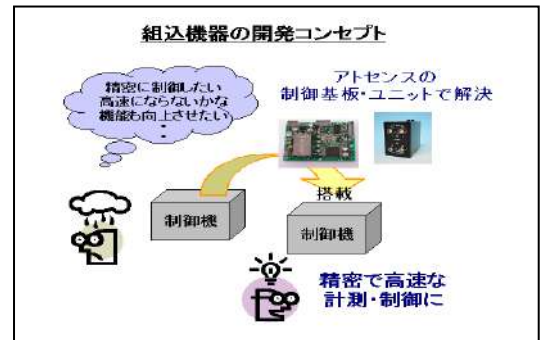 組込機器の開発コンセプト
精密に制御したい
高速にならないかな
機能も向上させたい
・
・
アトセンスの
制御基板・ユニットで解決
搭載
制御機
制御機
精密で高速な
計測・制御に